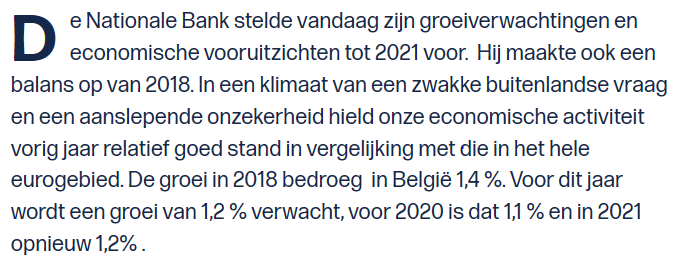 De Nationale Bank stelde vandaag zijn groeiverwachtingen en
economische vooruitzichten tot 2021 voor.  Hij maakte ook een
balans op van 2018. In een klimaat van een zwakke buitenlandse vraag
en een aanslepende onzekerheid hield onze economische activiteit
vorig jaar relatief goed stand in vergelijking met die in het hele
eurogebied. De groei in 2018 bedroeg  in België 1,4 %. Voor dit jaar
wordt een groei van 1,2 % verwacht, voor 2020 is dat 1,1 % en in 2021
opnieuw 1,2% .